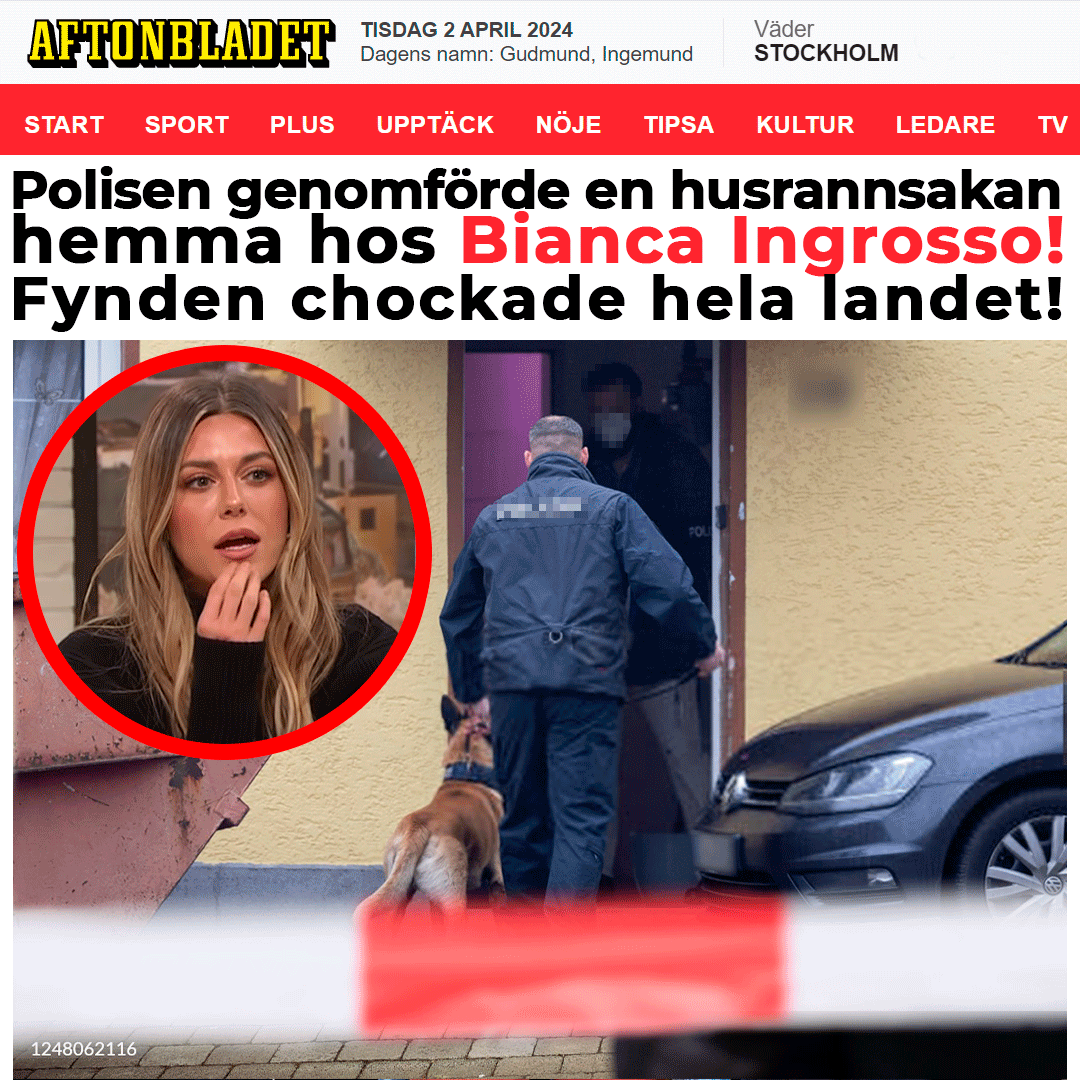 AFTONBLADET
TISDAG 2 APRIL 2024
Dagens namn: Gudmund, Ingemund
Väder
STOCKHOLM
START SPORT PLUS UPPTÄCK NÖJE TIPSA KULTUR LEDARE TV
Polisen genomförde en husrannsakan
hemma hos Bianca Ingrosso!
Fynden chockade hela landet!
1248062116